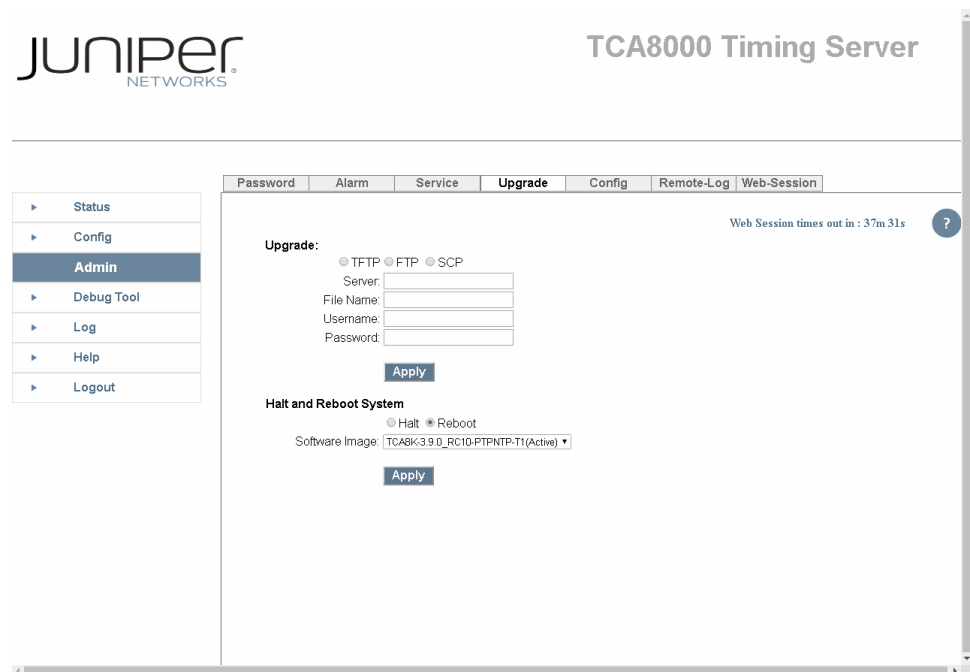 JUNIPER
NETWORKS
TCA8000 Timing Server
Password Alarm Service Upgrade Config Remote-Log Web-Session
Status
Config
Admin
Debug Tool
Log
Help
Logout
Web Session times out in : 37m 31s
?
Upgrade:
TFTP FTP SCP
Server:
File Name:
Username:
Password:
Apply
Halt and Reboot System
Halt Reboot
Software Image: TCA8K-3.9.0_RC10-PTPNTP-T1(Active)
Apply